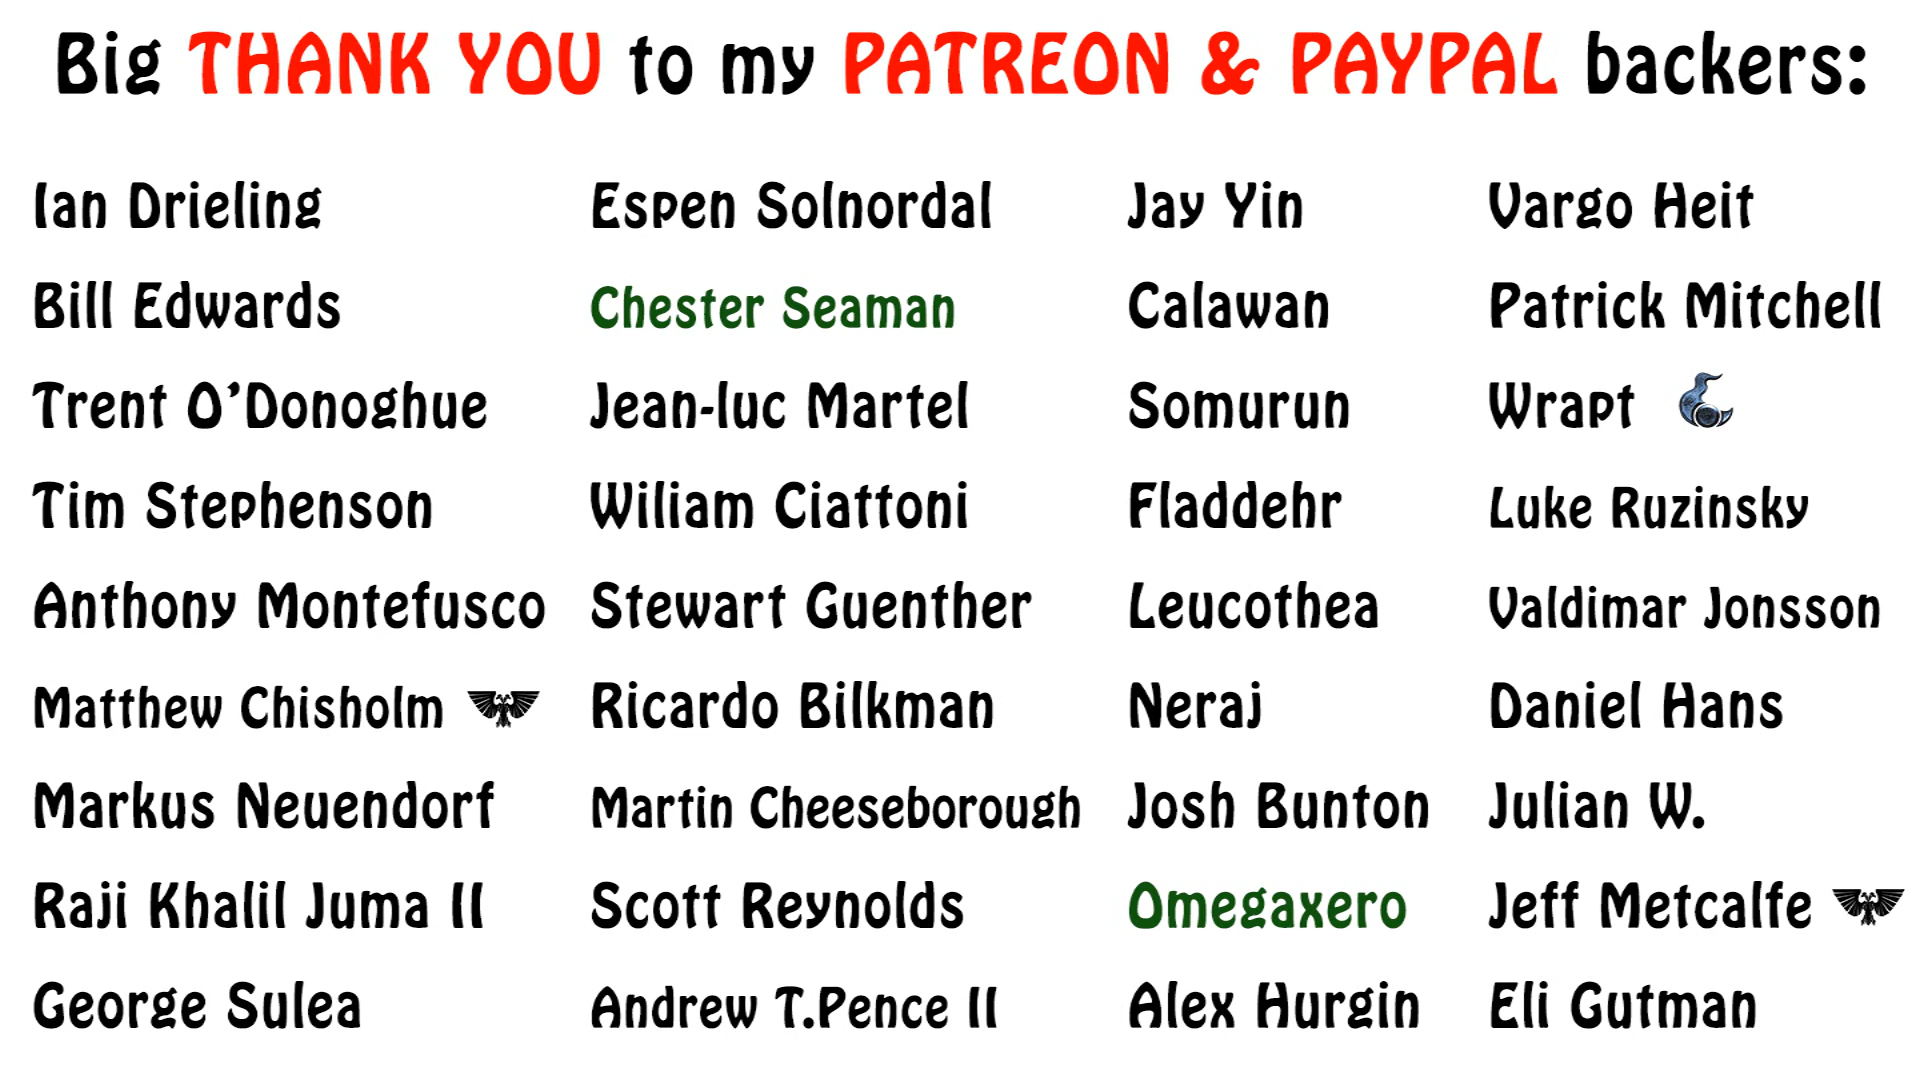 Big THANK YOU to my PATREON & PAYPAL backers:
Ian Drieling
Bill Edwards
Trent O'Donoghue
Tim Stephenson
Anthony Montefusco
Matthew Chisholm
Markus Neuendorf
Raji Khalil Juma II
George Sulea
Espen Solnordal
Chester Seaman
Jean-luc Martel
Wiliam Ciattoni
Stewart Guenther
Ricardo Bilkman
Martin Cheeseborough
Scott Reynolds
Andrew T.Pence II
Jay Yin
Calawan
Somurun
Fladdehr
Leucothea
Neraj
Josh Bunton
Omegaxero
Alex Hurgin
Vargo Heit
Patrick Mitchell
Wrapt
Luke Ruzinsky
Valdimar Jonsson
Daniel Hans
Julian W.
Jeff Metcalfe
Eli Gutman